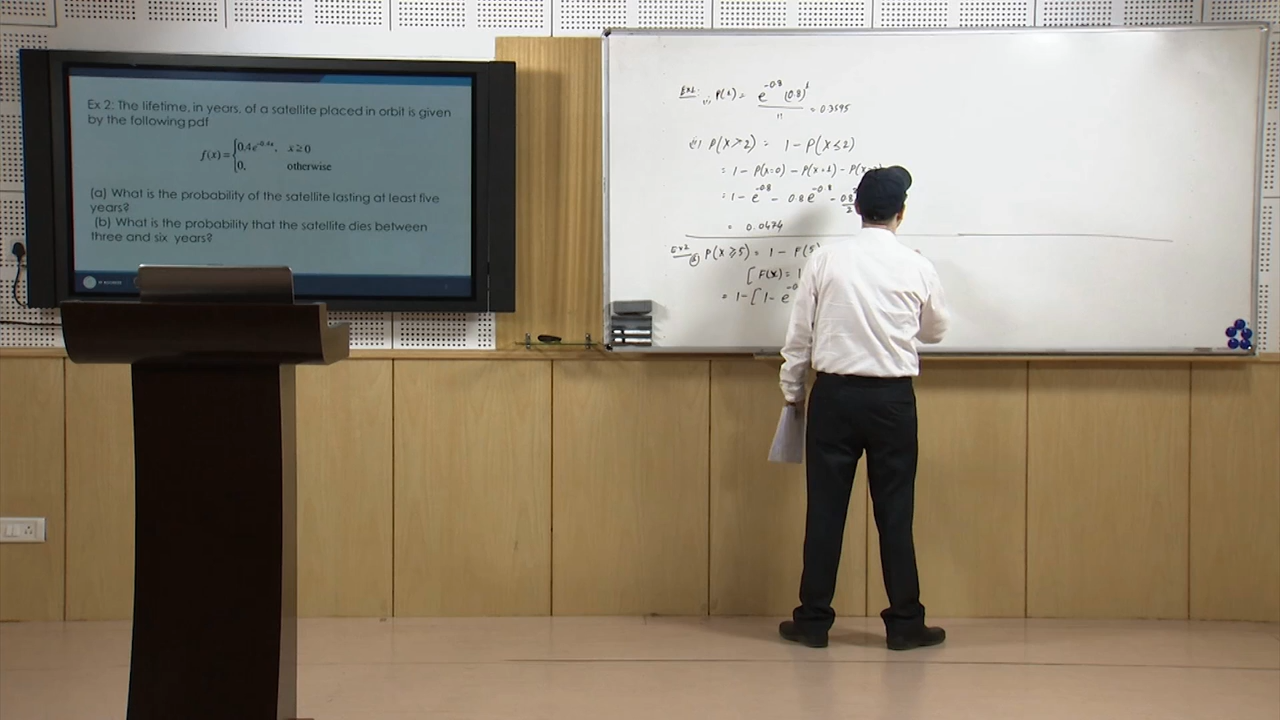 Ex 2: The lifetime, in years, of a satellite placed in orbit is given
by the following pdf
f(x) = { 0.4e^{-0.4x}, x ≥ 0
0, otherwise
(a) What is the probability of the satellite lasting at least five
years?
(b) What is the probability that the satellite dies between
three and six years?
Ex1: P(1) = e^{-0.8} (0.8)^1 / 1! = 0.3595
P(X>2) = 1 - P(X≤2)
= 1 - P(X=0) - P(X=1) - P(X
= 1 - e^{-0.8} - 0.8e^{-0.8} - 0.8 / 2
= 0.0474
Ex2 (a) P(X≥5) = 1 - F(5)
[F(x) = 1
= 1-[1- e